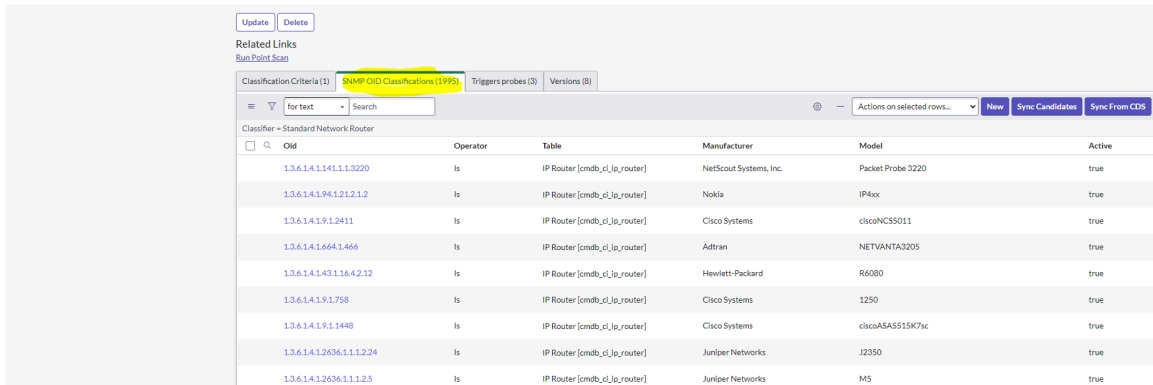 Update Delete
Related Links
Run Point Scan
Classification Criteria (1) SNMP OID Classifications (1995) Triggers probes (3) Versions (8)
for text Search Actions on selected rows... New Sync Candidates Sync From CDS
Classifier = Standard Network Router
Oid Operator Table Manufacturer Model Active
1.3.6.1.4.1.141.1.1.3220 Is IP Router [cmdb_ci_ip_router] NetScout Systems, Inc. Packet Probe 3220 true
1.3.6.1.4.1.94.1.21.2.1.2 Is IP Router [cmdb_ci_ip_router] Nokia IP4xx true
1.3.6.1.4.1.9.1.2411 Is IP Router [cmdb_ci_ip_router] Cisco Systems ciscoNCS5011 true
1.3.6.1.4.1.664.1.466 Is IP Router [cmdb_ci_ip_router] Adtran NETVANTA3205 true
1.3.6.1.4.1.43.1.16.4.2.12 Is IP Router [cmdb_ci_ip_router] Hewlett-Packard R6080 true
1.3.6.1.4.1.9.1.758 Is IP Router [cmdb_ci_ip_router] Cisco Systems 1250 true
1.3.6.1.4.1.9.1.1448 Is IP Router [cmdb_ci_ip_router] Cisco Systems ciscoASA5515K7sc true
1.3.6.1.4.1.2636.1.1.1.2.24 Is IP Router [cmdb_ci_ip_router] Juniper Networks J2350 true
1.3.6.1.4.1.2636.1.1.1.2.5 Is IP Router [cmdb_ci_ip_router] Juniper Networks M5 true